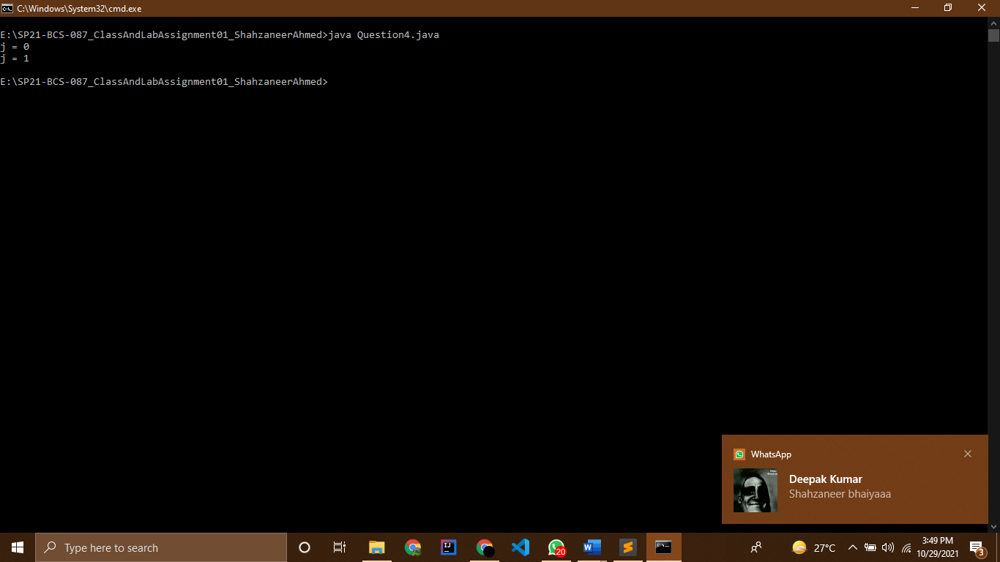 C:\Windows\System32\cmd.exe
E:\SP21-BCS-087_ClassAndLabAssignment01_ShahzaneerAhmed>java Question4.java
j = 0
j = 1
E:\SP21-BCS-087_ClassAndLabAssignment01_ShahzaneerAhmed>
WhatsApp
Deepak Kumar
Shahzaneer bhaiyaaa
Type here to search
20
27°C
3:49 PM
10/29/2021
3